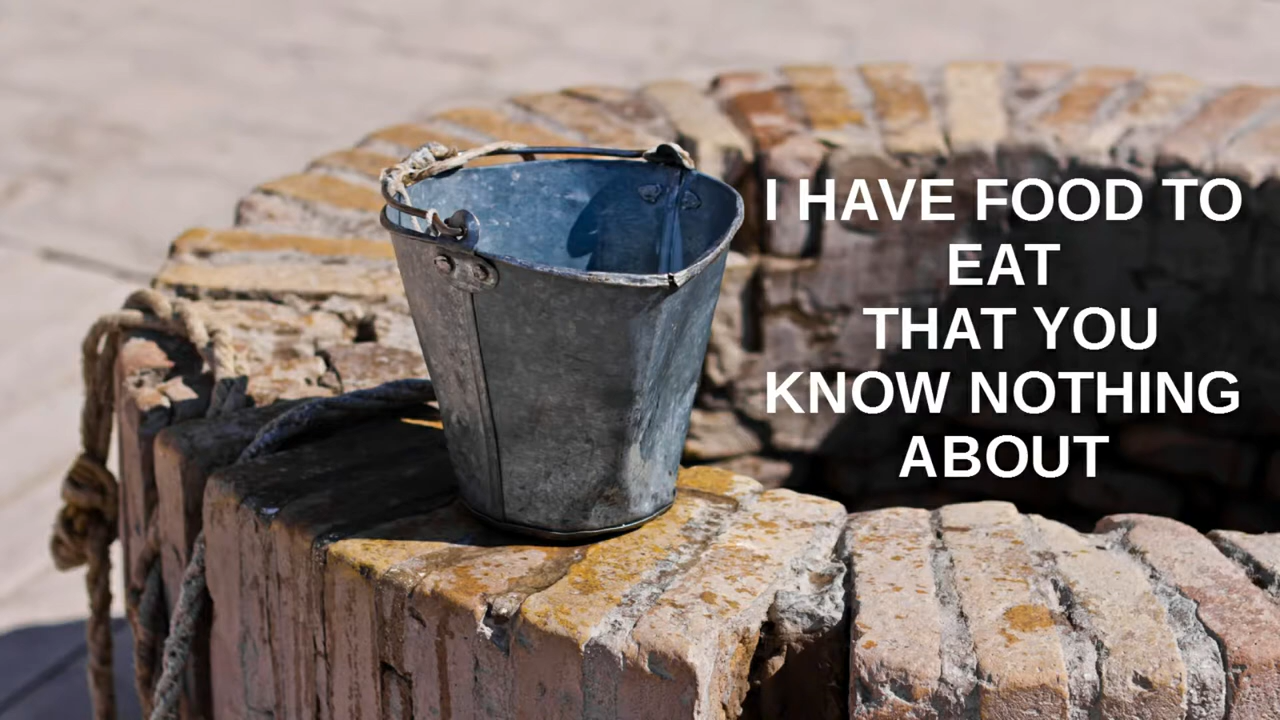 I HAVE FOOD TO
EAT
THAT YOU
KNOW NOTHING
ABOUT